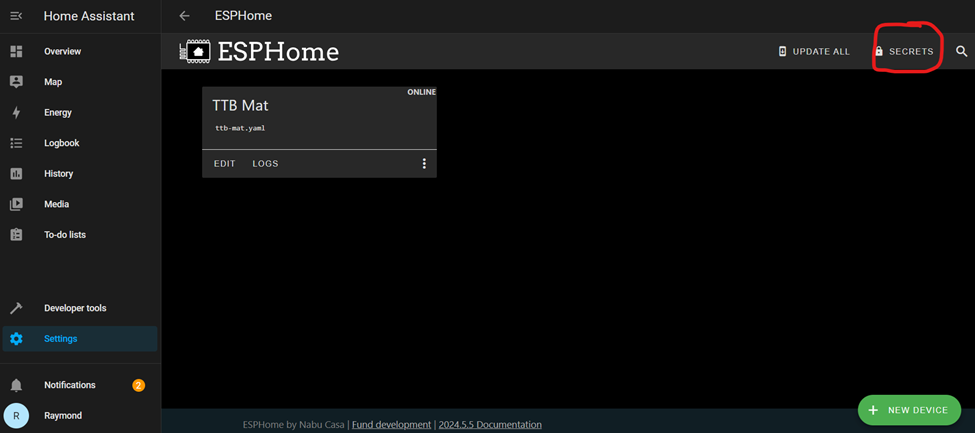 Home Assistant
ESPHome
ESPHome
UPDATE ALL
SECRETS
Overview
Map
Energy
Logbook
History
Media
To-do lists
Developer tools
Settings
Notifications
2
R
Raymond
ONLINE
TTB Mat
ttb-mat.yaml
EDIT
LOGS
NEW DEVICE
ESPHome by Nabu Casa | Fund development | 2024.5.5 Documentation